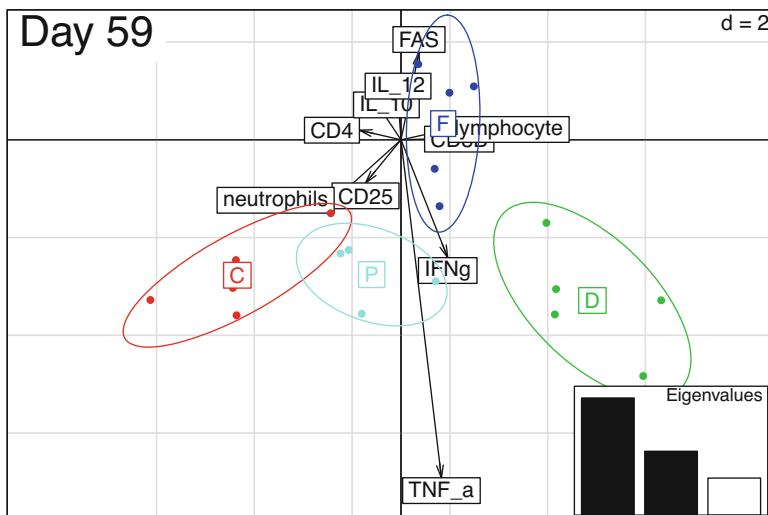 Day 59
d = 2
FAS
IL_12
IL_10
CD4
F
lymphocyte
neutrophils
CD25
C
P
IFNg
D
Eigenvalues
TNF_a